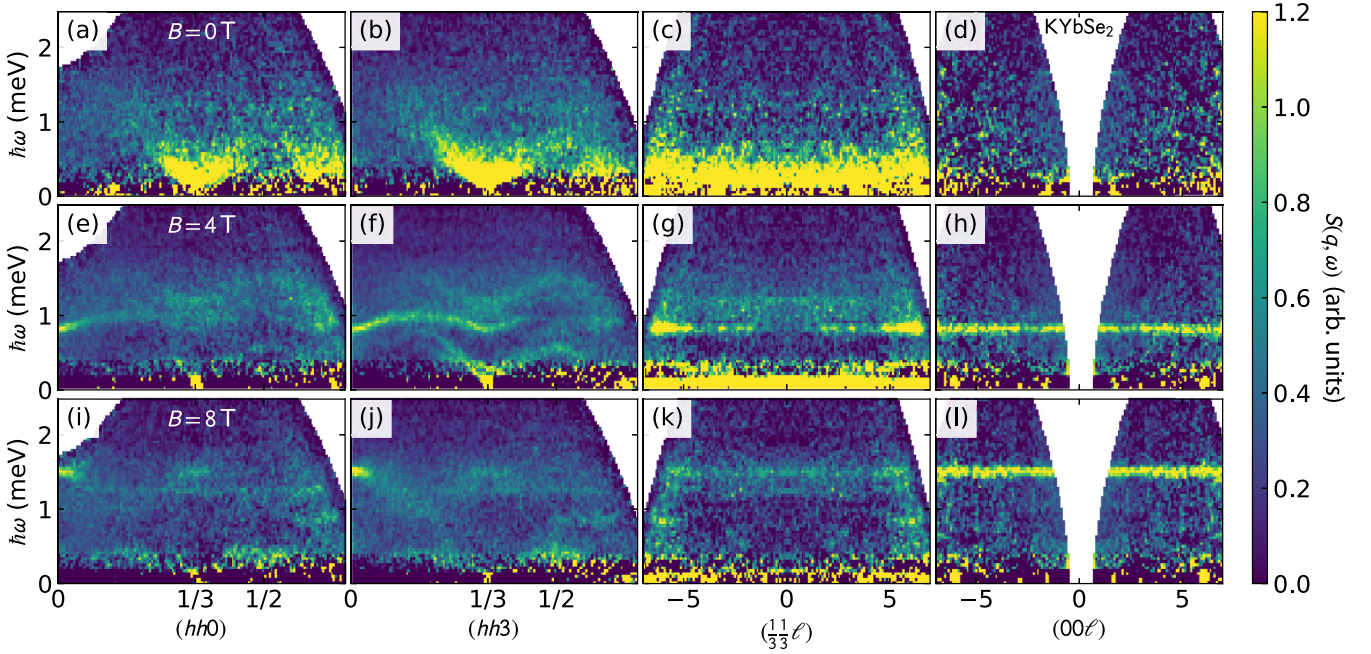 (a) B = 0 T
(b)
(c)
(d) KYbSe₂
1.2
2
1
0
ℏω (meV)
1.0
(e) B = 4 T
(f)
(g)
(h)
0.8
2
1
0
ℏω (meV)
0.6
S(q, ω) (arb. units)
0.4
(i) B = 8 T
(j)
(k)
(l)
2
1
0
ℏω (meV)
0.2
0.0
0 1/3 1/2
0 1/3 1/2
−5 0 5
−5 0 5
(hh0)
(hh3)
(1/3 1/3 ℓ)
(00ℓ)